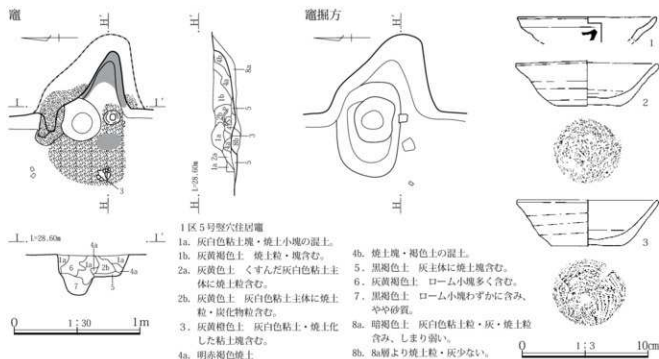 竈
竈掘方
H
H'
I
I'
8a
4b
1b
5
3
8b
1a 2a
L=28.60m
3
1
2
3
I
L=28.60m
I'
4a
1a
6
2b
7
5
4a
0
1:30
1m
1区5号竪穴住居竈
1a. 灰白色粘土塊・焼土小塊の混土。
1b. 灰黄褐色土　焼土粒・塊含む。
2a. 灰黄色土　くすんだ灰白色粘土主
体に焼土粒含む。
2b. 灰黄色土　灰白色粘土主体に焼土
粒・炭化物粒含む。
3. 灰黄橙色土　灰白色粘土・焼土化
した粘土塊含む。
4a. 明赤褐色焼土
4b. 焼土塊・褐色土の混土。
5. 黒褐色土　灰主体に焼土塊含む。
6. 灰黄褐色土　ローム小塊多く含む。
7. 黒褐色土　ローム小塊わずかに含み、
やや砂質。
8a. 暗褐色土　灰白色粘土粒・灰・焼土粒
含み、しまり弱い。
8b. 8a層より焼土粒・灰少ない。
0
1:3
10cm